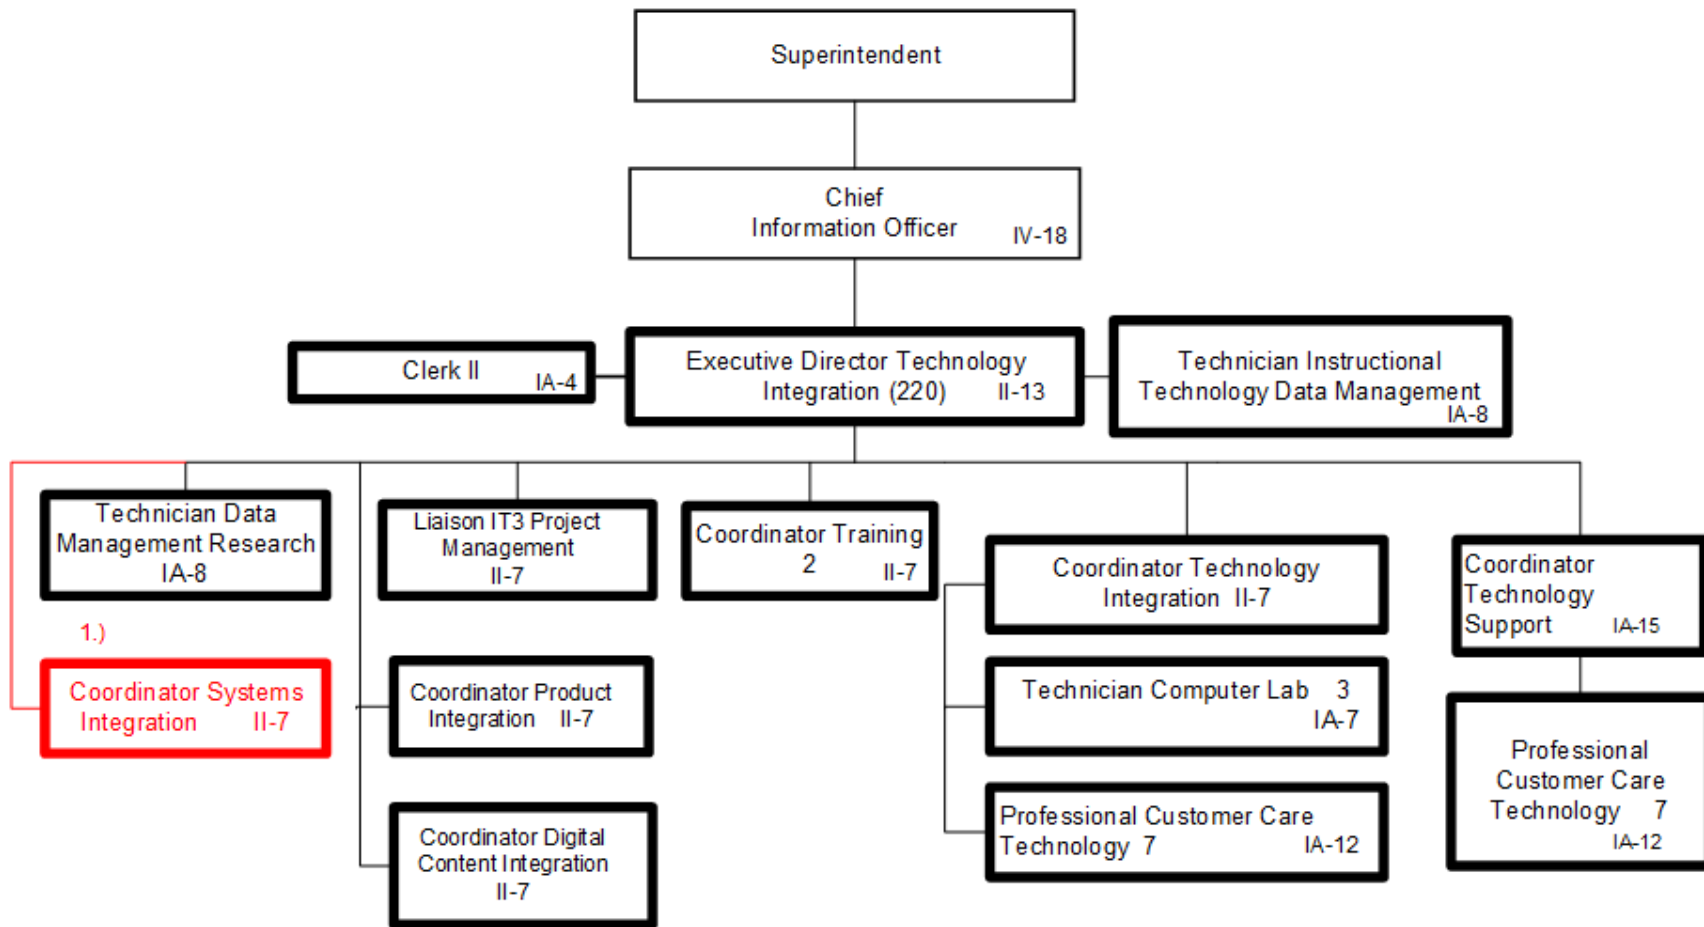 Superintendent
Chief
Information Officer
IV-18
Clerk II
IA-4
Executive Director Technology
Integration (220) II-13
Technician Instructional
Technology Data Management
IA-8
Technician Data
Management Research
IA-8
Liaison IT3 Project
Management
II-7
Coordinator Training
2 II-7
Coordinator Technology
Integration II-7
Coordinator
Technology
Support IA-15
1.)
Coordinator Systems
Integration II-7
Coordinator Product
Integration II-7
Technician Computer Lab 3
IA-7
Professional
Customer Care
Technology 7
IA-12
Coordinator Digital
Content Integration
II-7
Professional Customer Care
Technology 7 IA-12